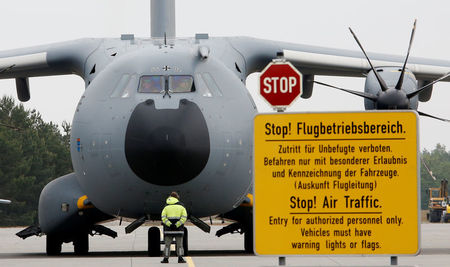 STOP
Stop! Flugbetriebsbereich.
Zutritt für Unbefugte verboten.
Befahren nur mit besonderer Erlaubnis
und Kennzeichnung der Fahrzeuge.
(Auskunft Flugleitung)
Stop! Air Traffic.
Entry for authorized personnel only.
Vehicles must have
warning lights or flags.